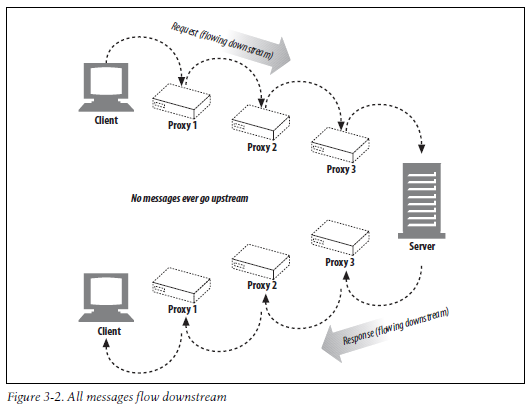 Request (flowing downstream)
Client
Proxy 1
Proxy 2
Proxy 3
No messages ever go upstream
Server
Proxy 3
Proxy 2
Proxy 1
Client
Response (flowing downstream)
Figure 3-2. All messages flow downstream